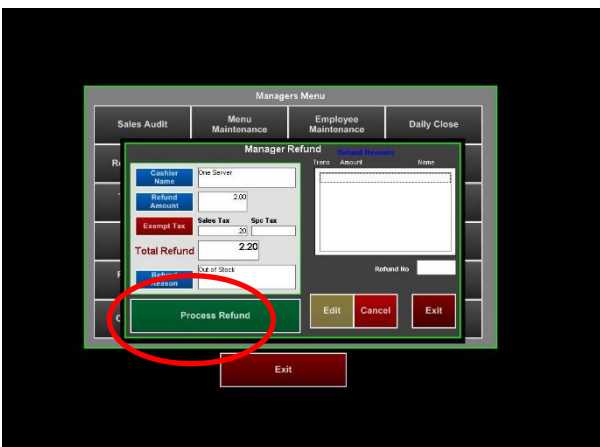 Managers Menu
Sales Audit
Menu
Maintenance
Employee
Maintenance
Daily Close
Manager Refund
Refund Reasons
Trans Amount Name
Cashier
Name
One Server
Refund
Amount
2.00
Exempt Tax
Sales Tax Spc Tax
.20
Total Refund
2.20
Refund
Reason
Out of Stock
Refund No
Process Refund
Edit
Cancel
Exit
Exit